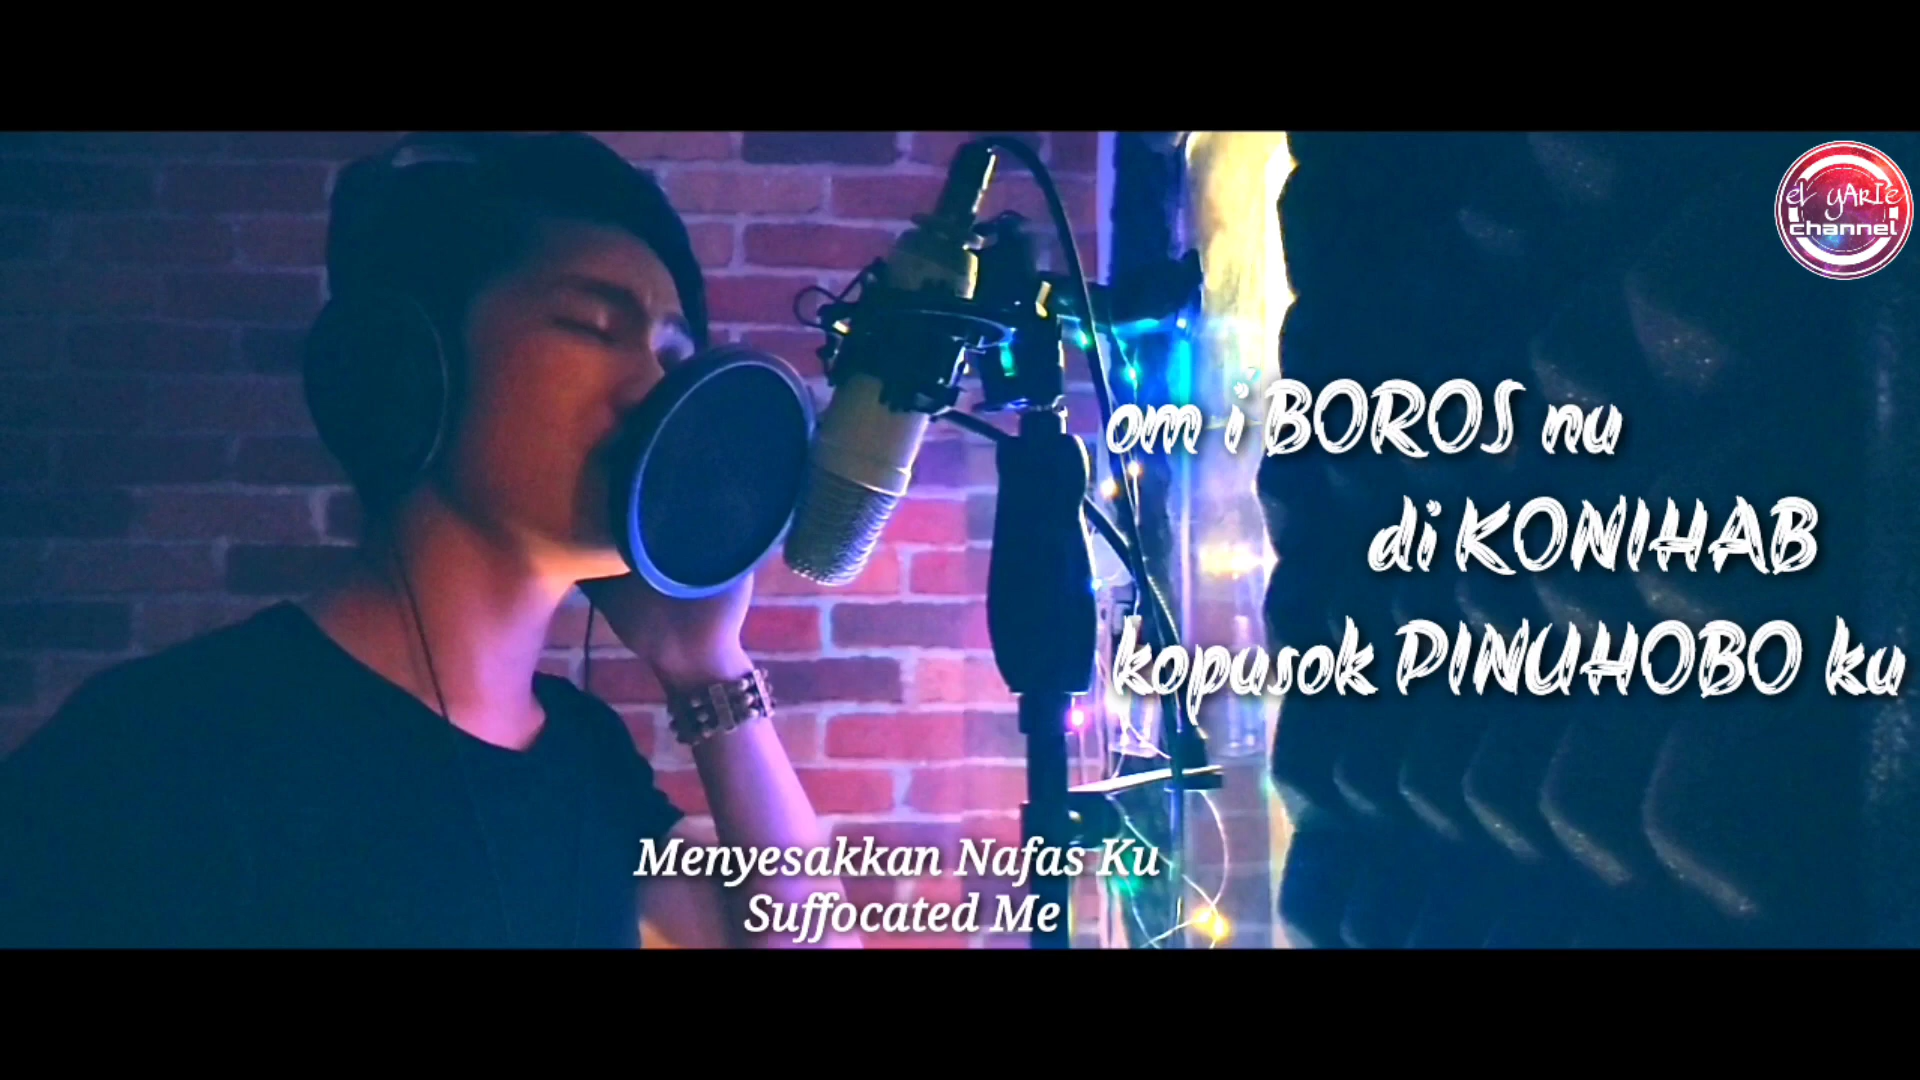 el yArIe
channel
om i BOROS nu
di KONIHAB
kopusok PINUHOBO ku
Menyesakkan Nafas Ku
Suffocated Me